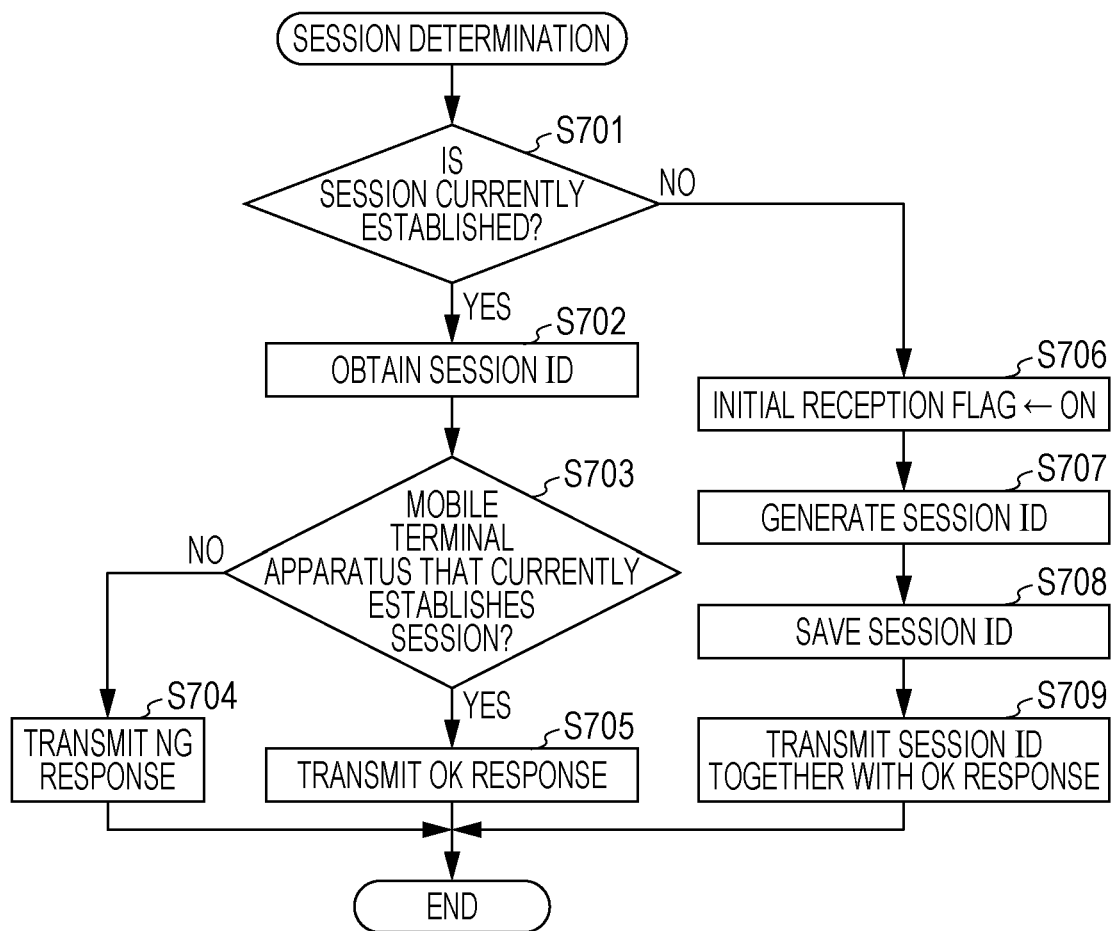 SESSION DETERMINATION
S701
IS
SESSION CURRENTLY
ESTABLISHED?
NO
YES
S702
OBTAIN SESSION ID
S703
MOBILE
TERMINAL
APPARATUS THAT CURRENTLY
ESTABLISHES
SESSION?
NO
YES
S704
TRANSMIT NG
RESPONSE
S705
TRANSMIT OK RESPONSE
S706
INITIAL RECEPTION FLAG ← ON
S707
GENERATE SESSION ID
S708
SAVE SESSION ID
S709
TRANSMIT SESSION ID
TOGETHER WITH OK RESPONSE
END